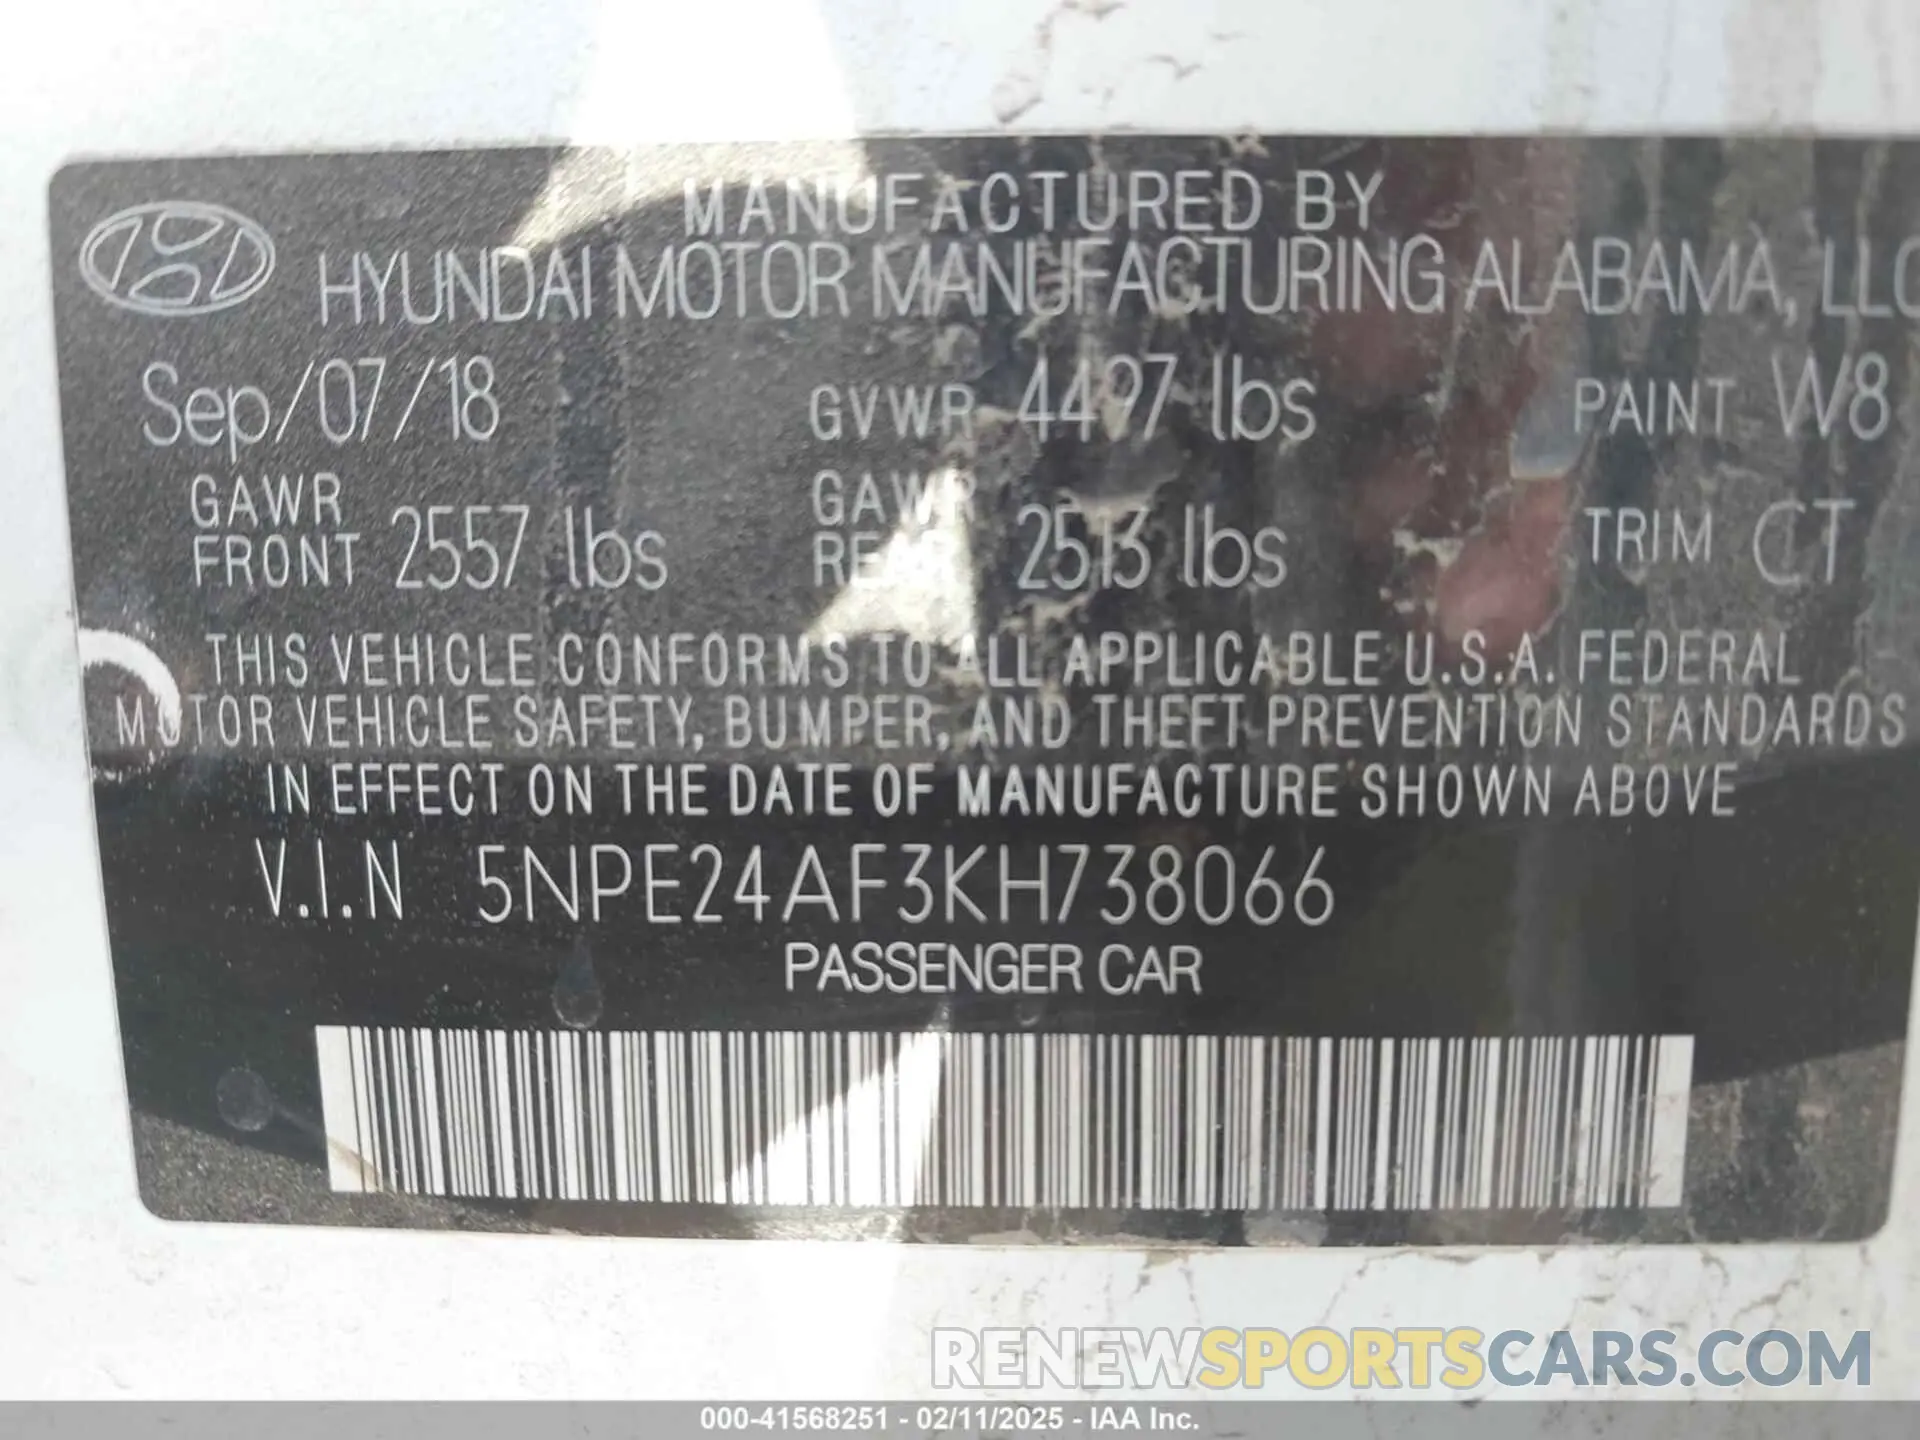 MANUFACTURED BY
HYUNDAI MOTOR MANUFACTURING ALABAMA, LLC
Sep/07/18 GVWR 4497 lbs PAINT W8
GAWR FRONT 2557 lbs GAWR REAR 2513 lbs TRIM CT
THIS VEHICLE CONFORMS TO ALL APPLICABLE U.S.A. FEDERAL
MOTOR VEHICLE SAFETY, BUMPER, AND THEFT PREVENTION STANDARDS
IN EFFECT ON THE DATE OF MANUFACTURE SHOWN ABOVE
V.I.N 5NPE24AF3KH738066
PASSENGER CAR
RENEWSPORTSCARS.COM
000-41568251 - 02/11/2025 - IAA Inc.